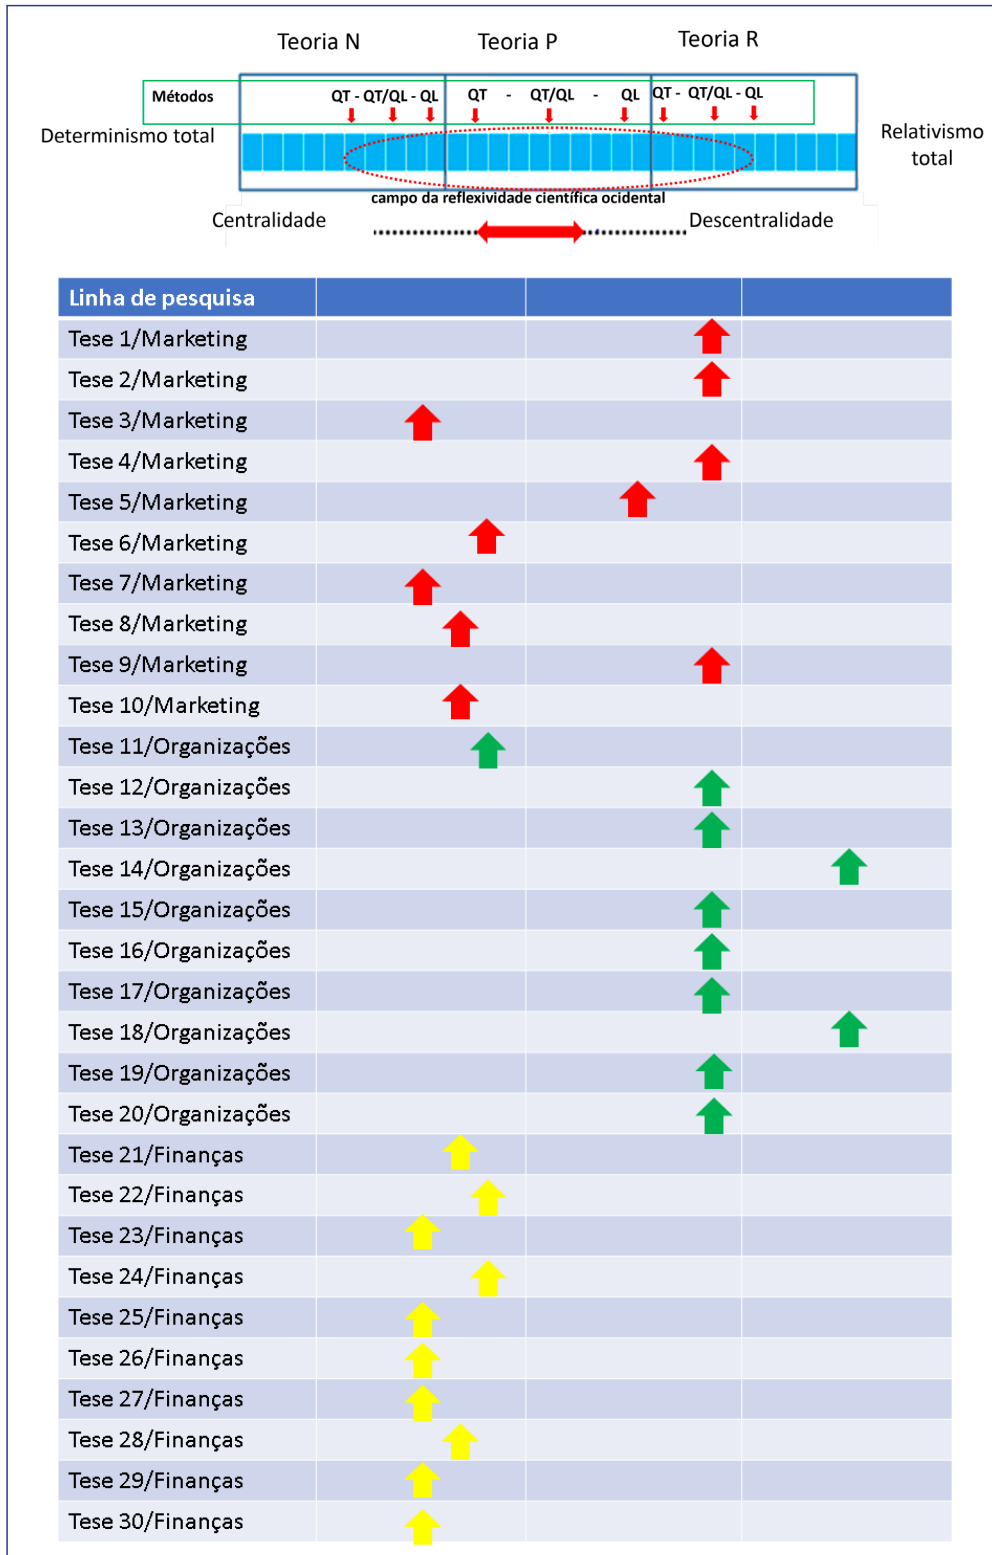 Teoria N Teoria P Teoria R
Métodos QT - QT/QL - QL QT - QT/QL - QL QT - QT/QL - QL
Determinismo total
Relativismo
total
campo da reflexividade científica ocidental
Centralidade Descentralidade
Linha de pesquisa
Tese 1/Marketing
Tese 2/Marketing
Tese 3/Marketing
Tese 4/Marketing
Tese 5/Marketing
Tese 6/Marketing
Tese 7/Marketing
Tese 8/Marketing
Tese 9/Marketing
Tese 10/Marketing
Tese 11/Organizações
Tese 12/Organizações
Tese 13/Organizações
Tese 14/Organizações
Tese 15/Organizações
Tese 16/Organizações
Tese 17/Organizações
Tese 18/Organizações
Tese 19/Organizações
Tese 20/Organizações
Tese 21/Finanças
Tese 22/Finanças
Tese 23/Finanças
Tese 24/Finanças
Tese 25/Finanças
Tese 26/Finanças
Tese 27/Finanças
Tese 28/Finanças
Tese 29/Finanças
Tese 30/Finanças